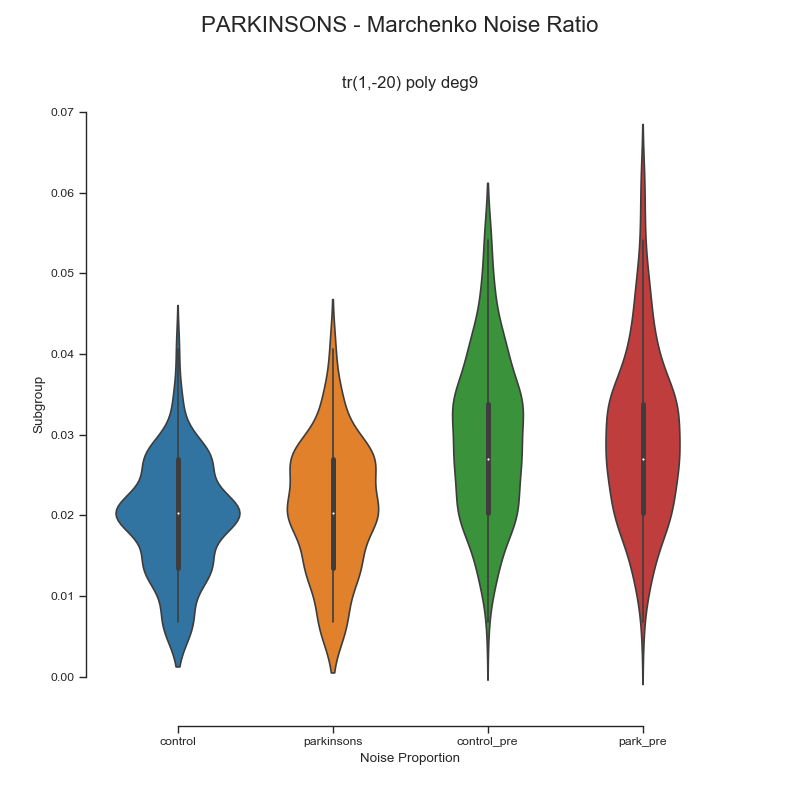 PARKINSONS - Marchenko Noise Ratio
tr(1,-20) poly deg9
0.07
0.06
0.05
0.04
0.03
0.02
0.01
0.00
Subgroup
control
parkinsons
control_pre
park_pre
Noise Proportion